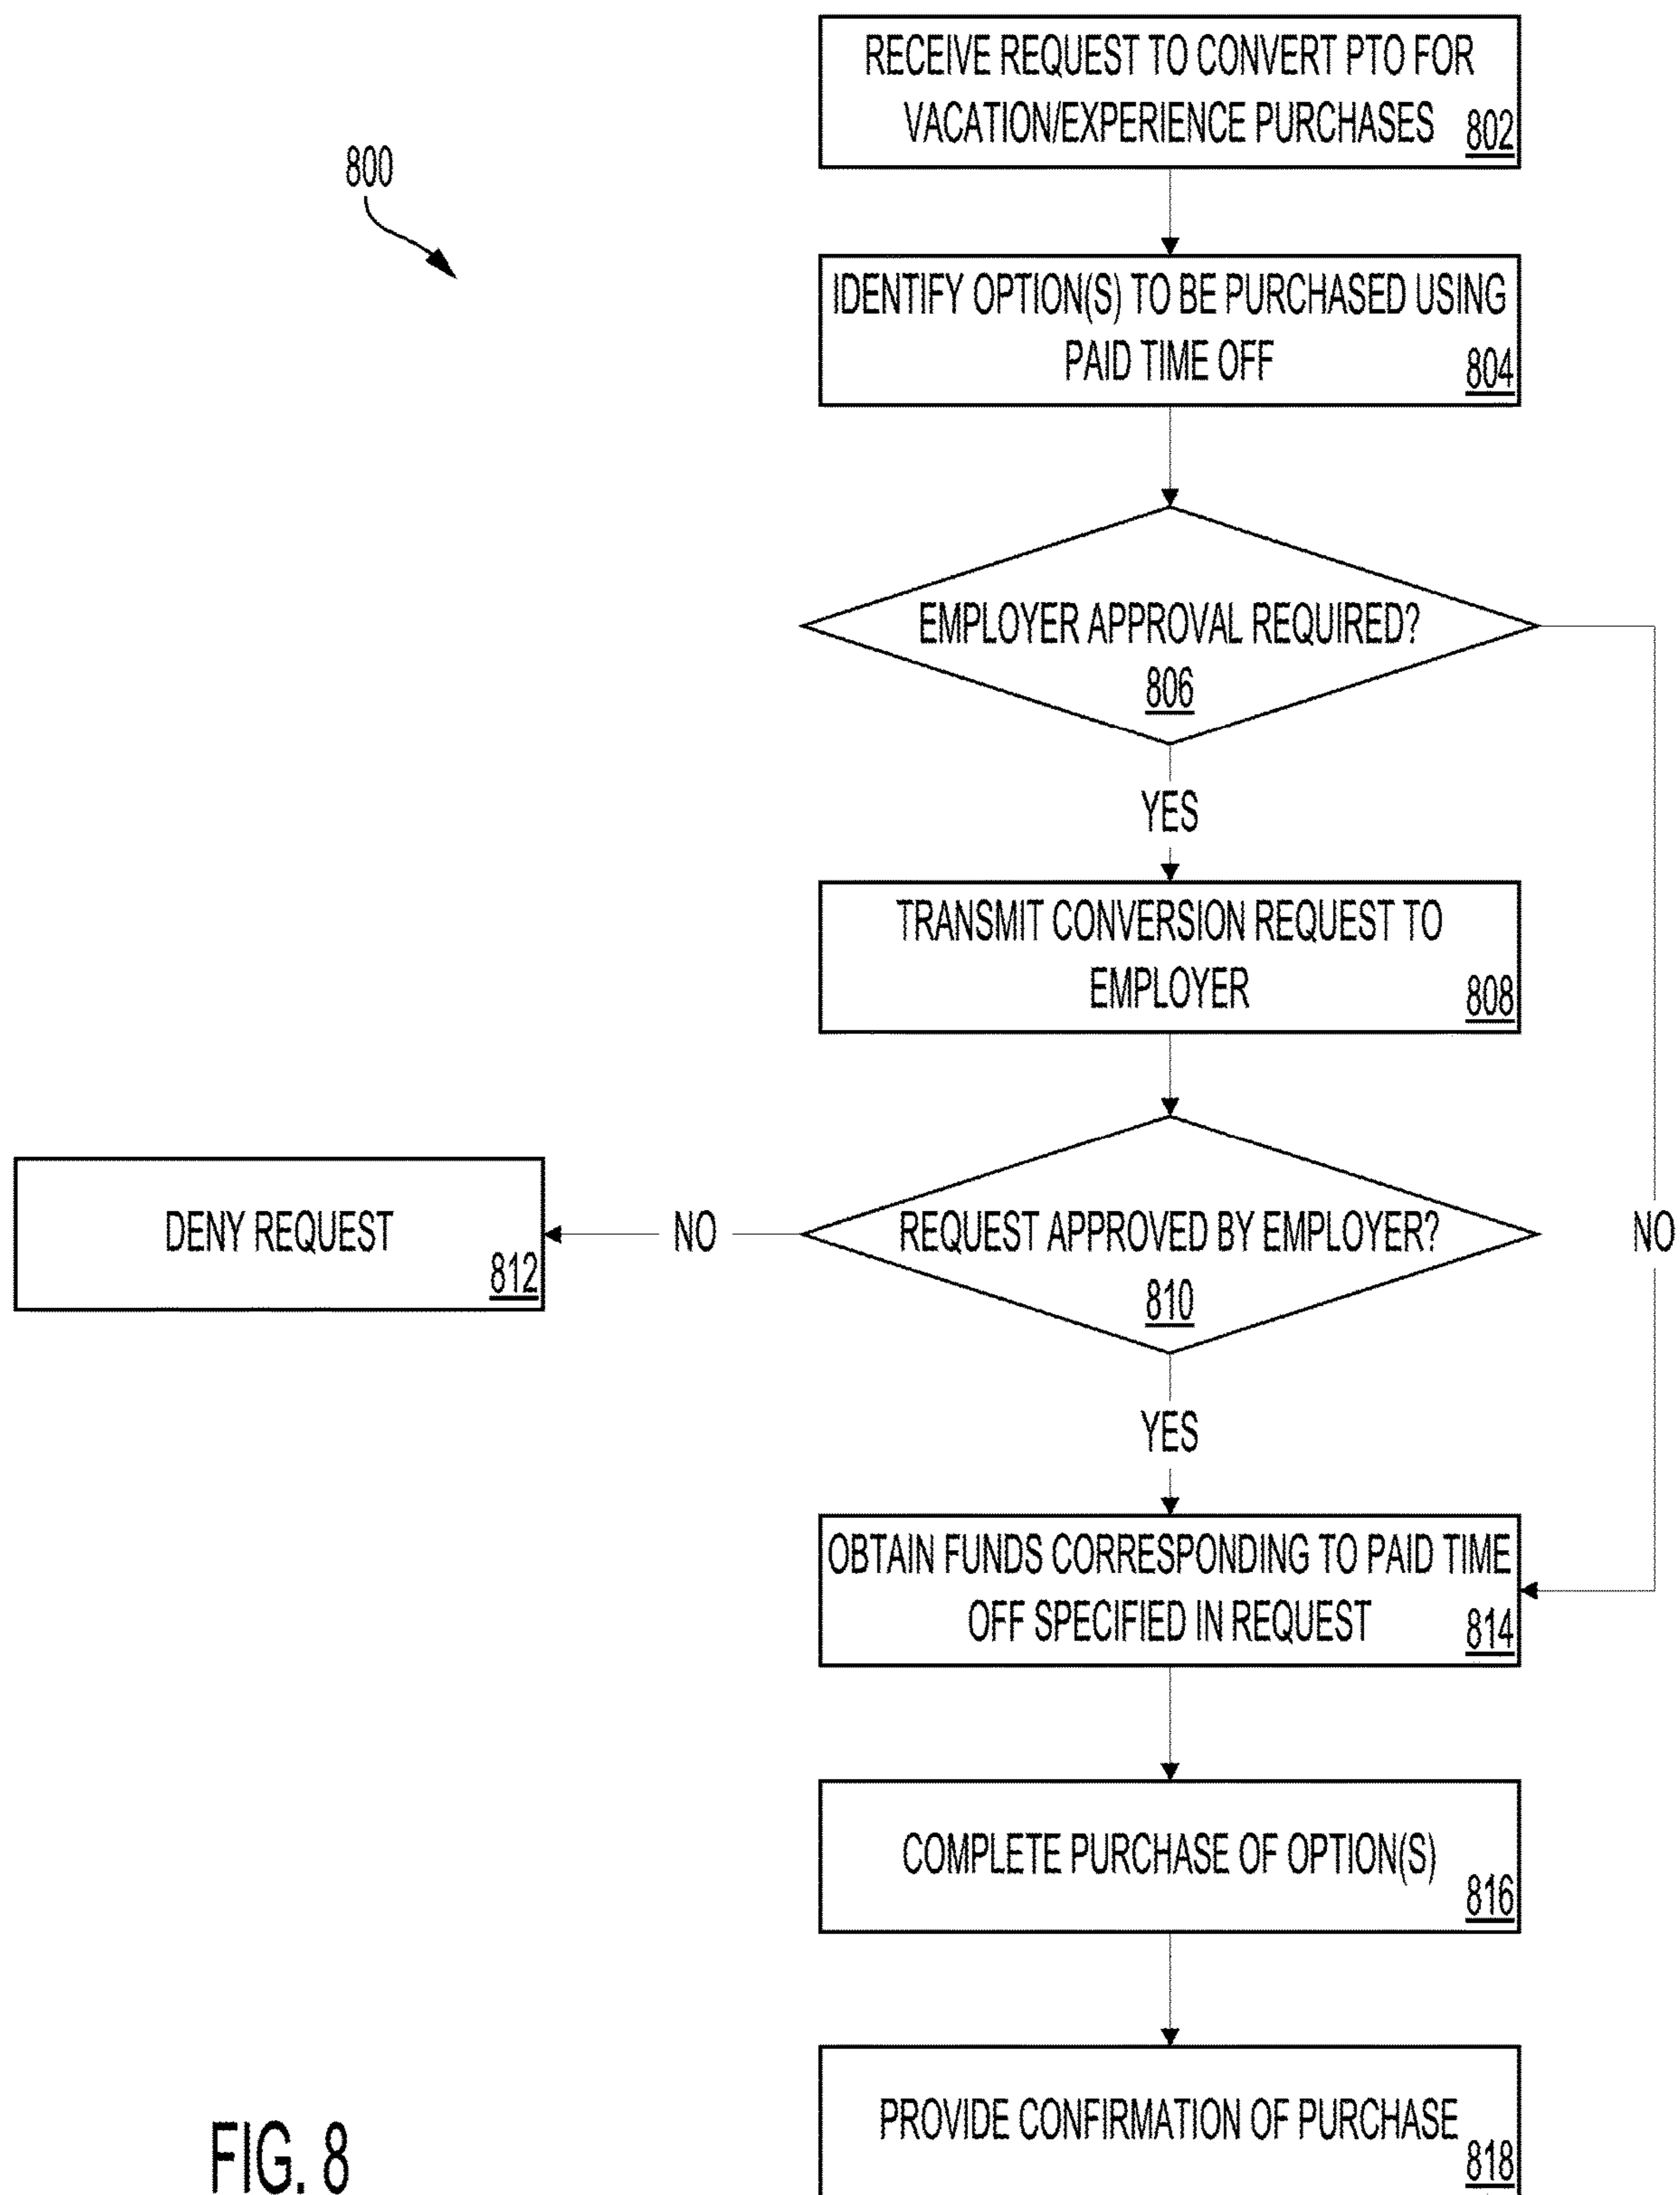 800
RECEIVE REQUEST TO CONVERT PTO FOR
VACATION/EXPERIENCE PURCHASES
802
IDENTIFY OPTION(S) TO BE PURCHASED USING
PAID TIME OFF
804
EMPLOYER APPROVAL REQUIRED?
806
YES
TRANSMIT CONVERSION REQUEST TO
EMPLOYER
808
DENY REQUEST
812
NO
REQUEST APPROVED BY EMPLOYER?
810
NO
YES
OBTAIN FUNDS CORRESPONDING TO PAID TIME
OFF SPECIFIED IN REQUEST
814
COMPLETE PURCHASE OF OPTION(S)
816
PROVIDE CONFIRMATION OF PURCHASE
818
FIG. 8